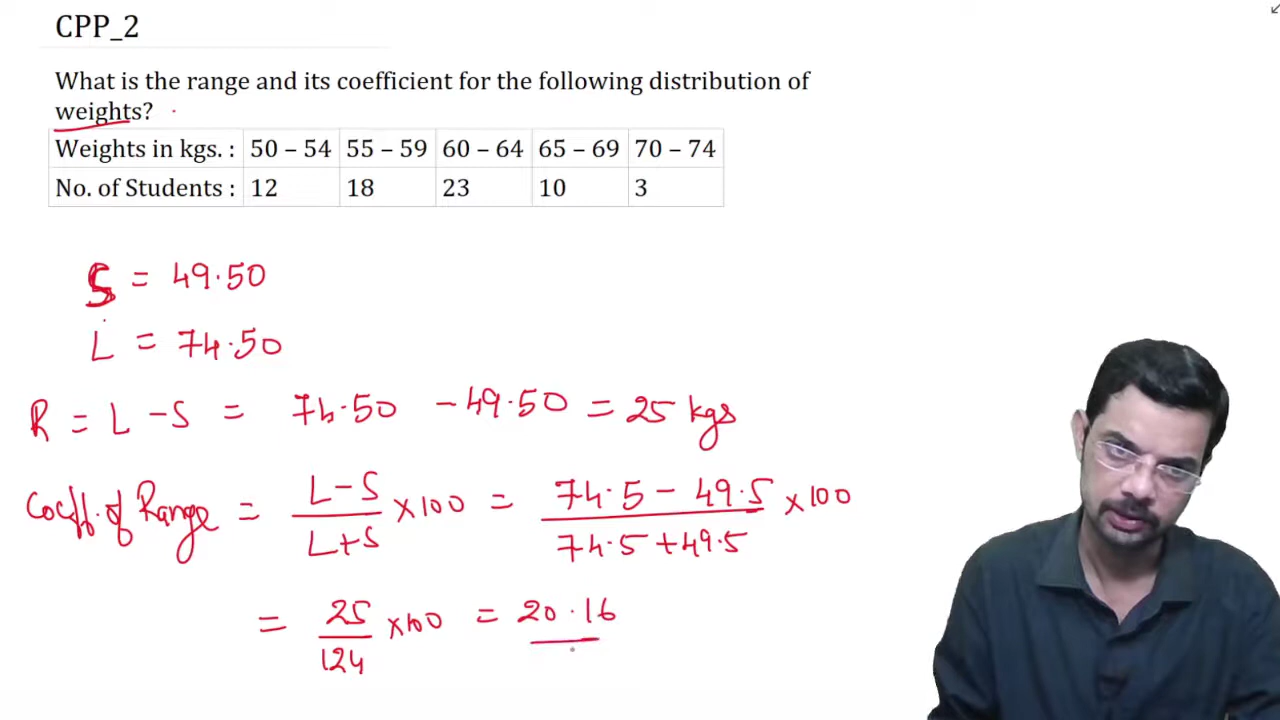 CPP_2
What is the range and its coefficient for the following distribution of
weights?
Weights in kgs. : 50 – 54 55 – 59 60 – 64 65 – 69 70 – 74
No. of Students : 12 18 23 10 3
S = 49.50
L = 74.50
R = L - S = 74.50 - 49.50 = 25 kgs
Coeff. of Range = L - S / L + S × 100 = 74.5 - 49.5 / 74.5 + 49.5 × 100
= 25 / 124 × 100 = 20.16